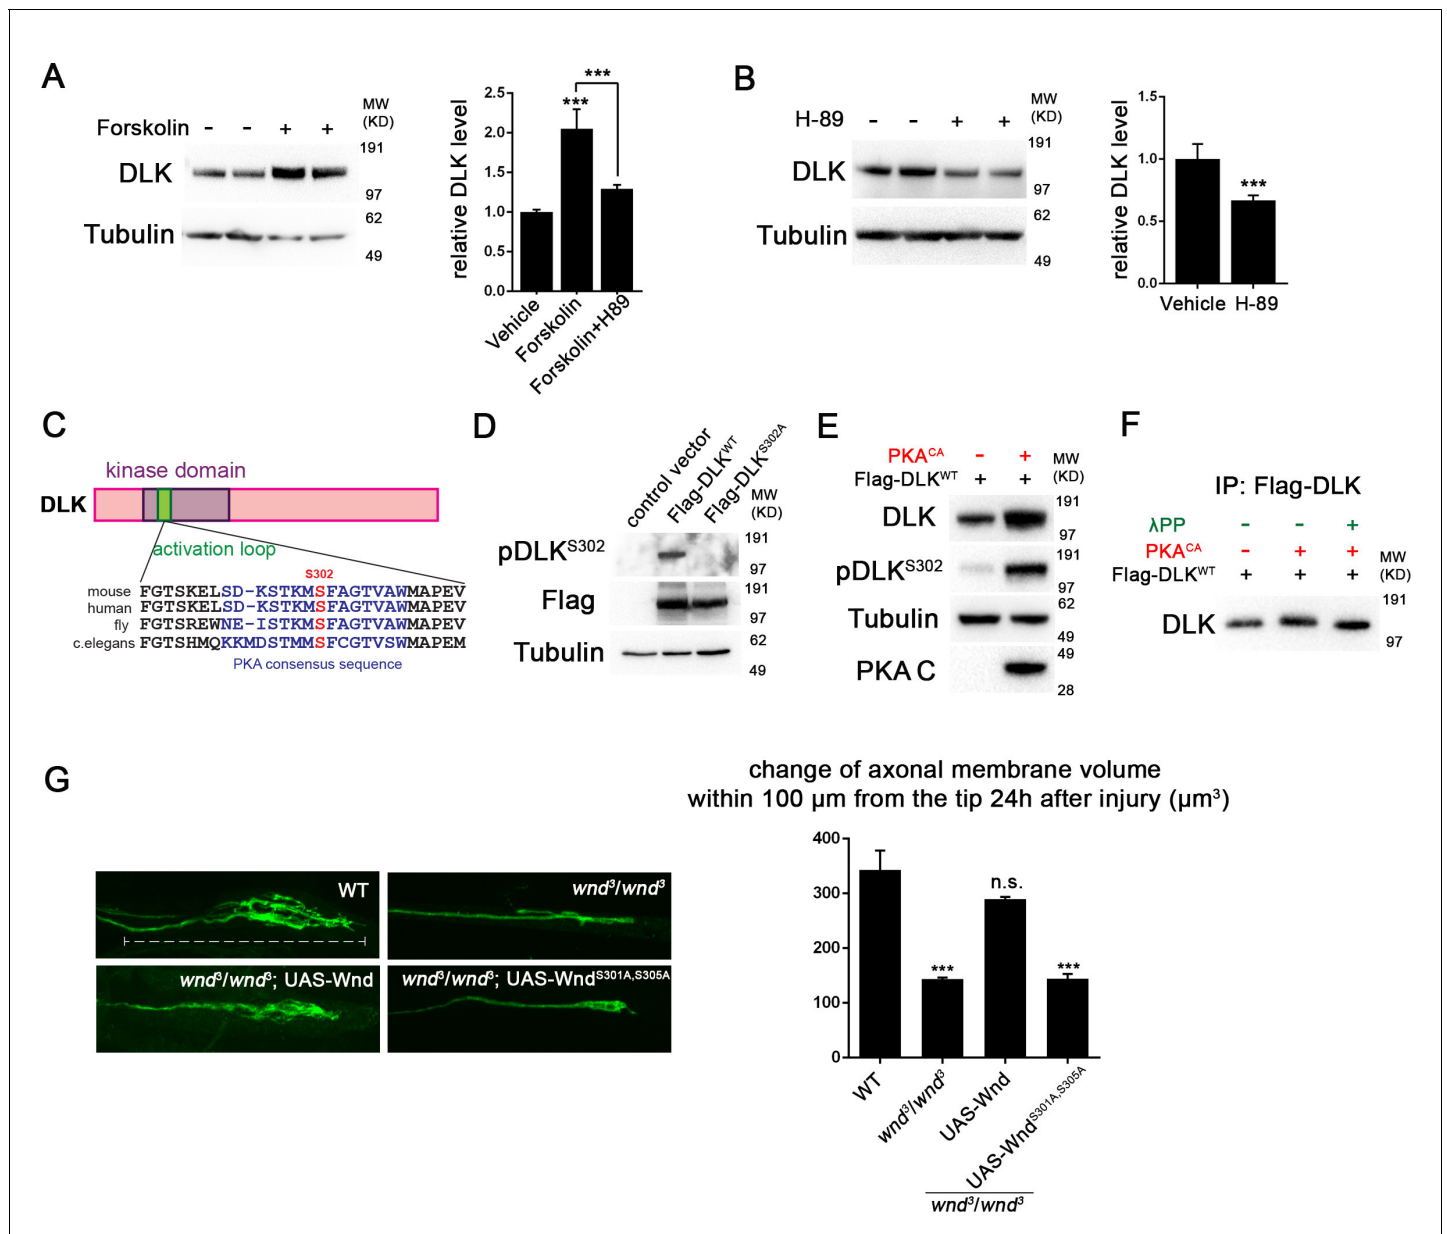 A
Forskolin - - + +
MW
(KD)
DLK
191
97
Tubulin
62
49
relative DLK level
2.5
2.0
1.5
1.0
0.5
0.0
***
***
Vehicle
Forskolin
Forskolin+H89
B
H-89 - - + +
MW
(KD)
DLK
191
97
Tubulin
62
49
relative DLK level
1.5
1.0
0.5
0.0
***
Vehicle H-89
C
kinase domain
DLK
activation loop
S302
mouse FGTSKELSD-KSTKMSFAGTVAWMAPEV
human FGTSKELSD-KSTKMSFAGTVAWMAPEV
fly FGTSREWNE-ISTKMSFAGTVAWMAPEV
c.elegans FGTSHMQKKMDSTMMSFCGTVSWMAPEM
PKA consensus sequence
D
control vector
Flag-DLKWT
Flag-DLKS302A
MW
(KD)
pDLKS302
191
97
Flag
191
97
Tubulin
62
49
E
PKACA - +
Flag-DLKWT + +
MW
(KD)
DLK
191
97
pDLKS302
191
97
Tubulin
62
49
PKA C
49
28
F
IP: Flag-DLK
λPP - - +
PKACA - + +
Flag-DLKWT + + +
MW
(KD)
DLK
191
97
G
WT
wnd3/wnd3
wnd3/wnd3; UAS-Wnd
wnd3/wnd3; UAS-WndS301A,S305A
change of axonal membrane volume
within 100 µm from the tip 24h after injury (µm3)
400
300
200
100
0
***
n.s.
***
WT
wnd3/wnd3
UAS-Wnd
UAS-WndS301A,S305A
wnd3/wnd3